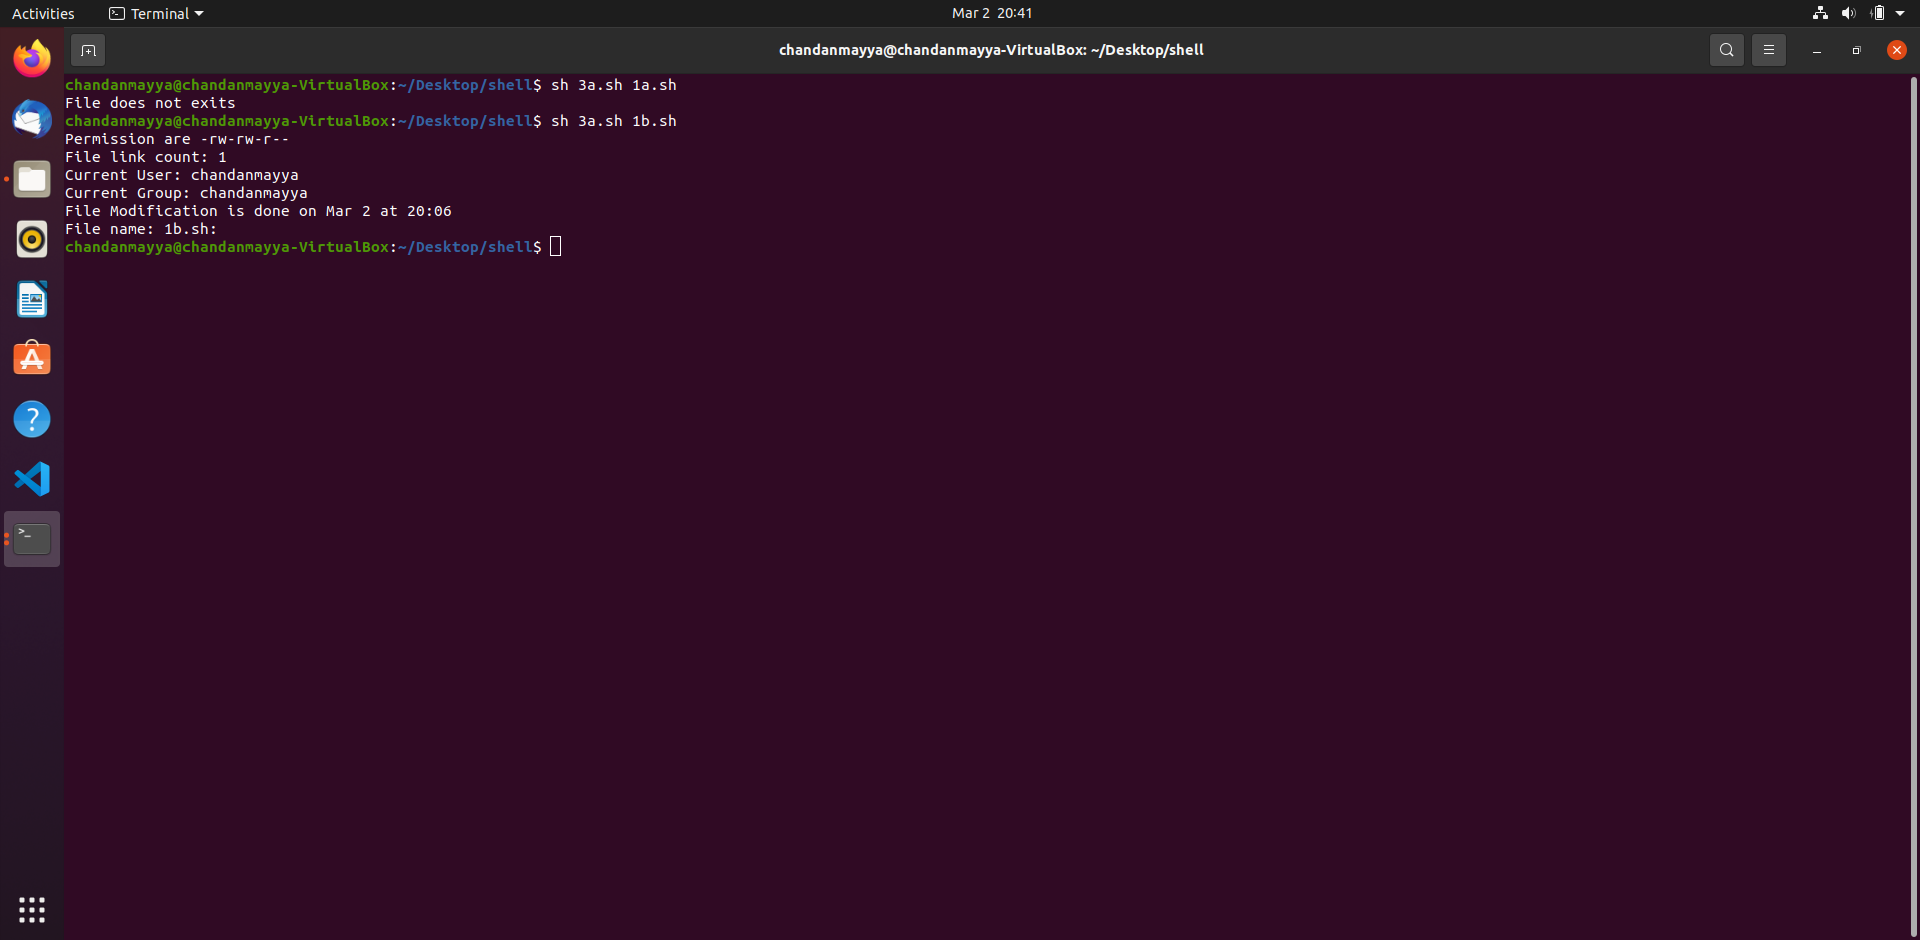 Activities Terminal Mar 2 20:41
chandanmayya@chandanmayya-VirtualBox: ~/Desktop/shell
chandanmayya@chandanmayya-VirtualBox:~/Desktop/shell$ sh 3a.sh 1a.sh
File does not exits
chandanmayya@chandanmayya-VirtualBox:~/Desktop/shell$ sh 3a.sh 1b.sh
Permission are -rw-rw-r--
File link count: 1
Current User: chandanmayya
Current Group: chandanmayya
File Modification is done on Mar 2 at 20:06
File name: 1b.sh:
chandanmayya@chandanmayya-VirtualBox:~/Desktop/shell$